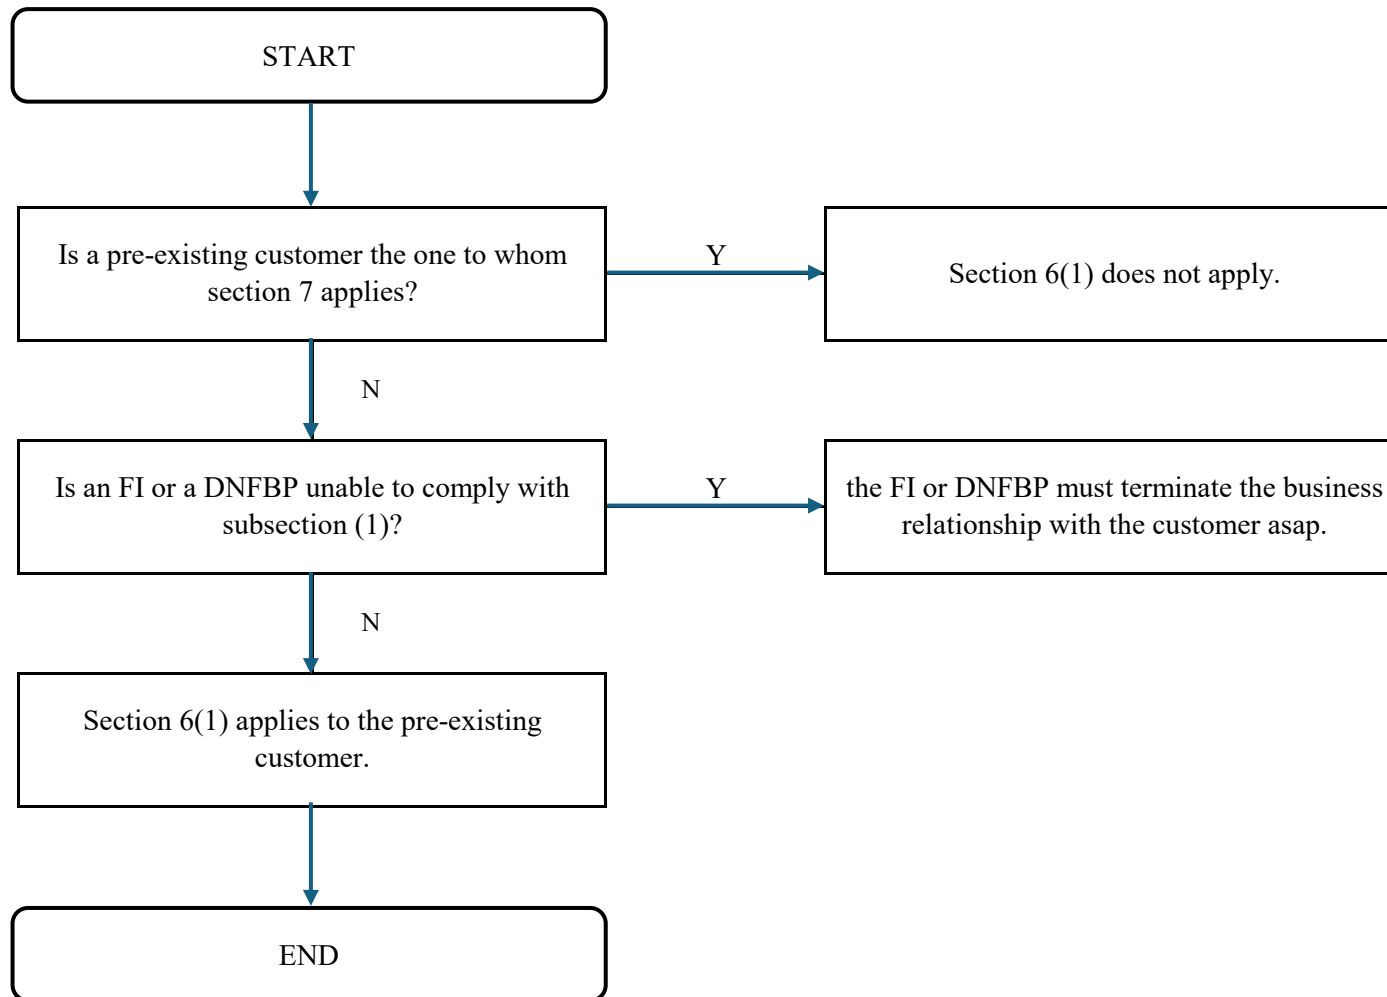 START
Is a pre-existing customer the one to whom
section 7 applies?
Y
Section 6(1) does not apply.
N
Is an FI or a DNFBP unable to comply with
subsection (1)?
Y
the FI or DNFBP must terminate the business
relationship with the customer asap.
N
Section 6(1) applies to the pre-existing
customer.
END